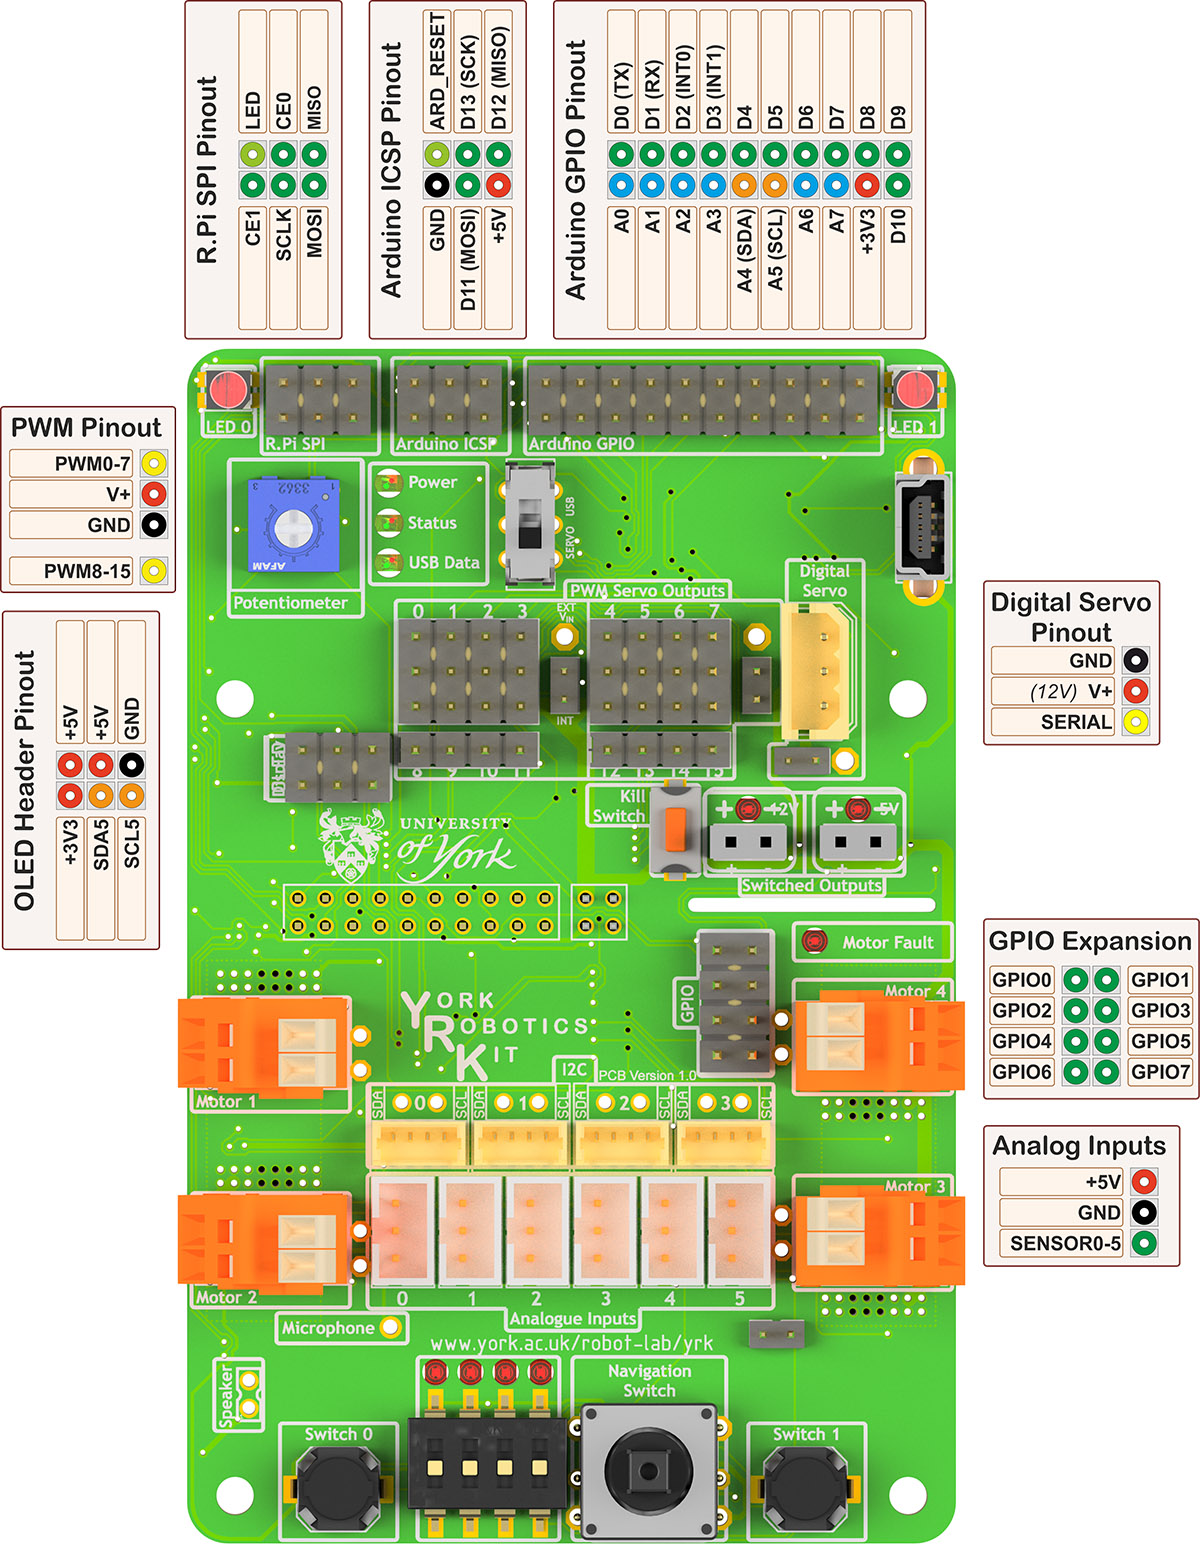 R.Pi SPI Pinout
LED
CE0
MISO
CE1
SCLK
MOSI
Arduino ICSP Pinout
ARD_RESET
D13 (SCK)
D12 (MISO)
GND
D11 (MOSI)
+5V
Arduino GPIO Pinout
D0 (TX)
D1 (RX)
D2 (INT0)
D3 (INT1)
D4
D5
D6
D7
D8
D9
A0
A1
A2
A3
A4 (SDA)
A5 (SCL)
A6
A7
+3V3
D10
PWM Pinout
PWM0-7
V+
GND
PWM8-15
OLED Header Pinout
+5V
+5V
GND
+3V3
SDA5
SCL5
Digital Servo
Pinout
GND
(12V) V+
SERIAL
GPIO Expansion
GPIO0 GPIO1
GPIO2 GPIO3
GPIO4 GPIO5
GPIO6 GPIO7
Analog Inputs
+5V
GND
SENSOR0-5
LED 0
R.Pi SPI
Arduino ICSP
Arduino GPIO
LED 1
3 3362 1
AFAM
Potentiometer
Power
Status
USB Data
USB
SERVO
PWM Servo Outputs
0 1 2 3
EXT
VIN
4 5 6 7
INT
Digital
Servo
8 9 10 11
12 13 14 15
Kill
Switch
+ 12V
+ 5V
Switched Outputs
UNIVERSITY
of York
Motor Fault
GPIO
YORK
ROBOTICS
KIT
I2C
PCB Version 1.0
Motor 1
Motor 4
SDA 0 SCL
1
2
SDA 3 SCL
Motor 2
Motor 3
0 1 2 3 4 5
Analogue Inputs
Microphone
www.york.ac.uk/robot-lab/yrk
Speaker
Navigation
Switch
Switch 0
Switch 1